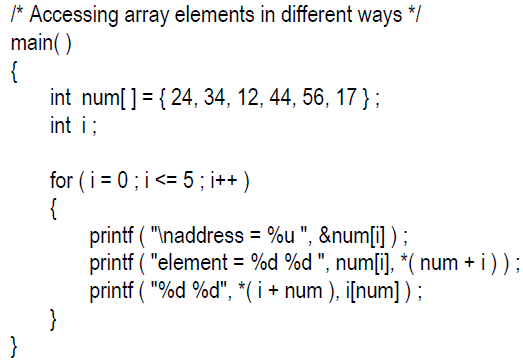 /* Accessing array elements in different ways */
main( )
{
int num[ ] = { 24, 34, 12, 44, 56, 17 } ;
int i ;
for ( i = 0 ; i <= 5 ; i++ )
{
printf ( "\naddress = %u ", &num[i] ) ;
printf ( "element = %d %d ", num[i], *( num + i ) ) ;
printf ( "%d %d", *( i + num ), i[num] ) ;
}
}